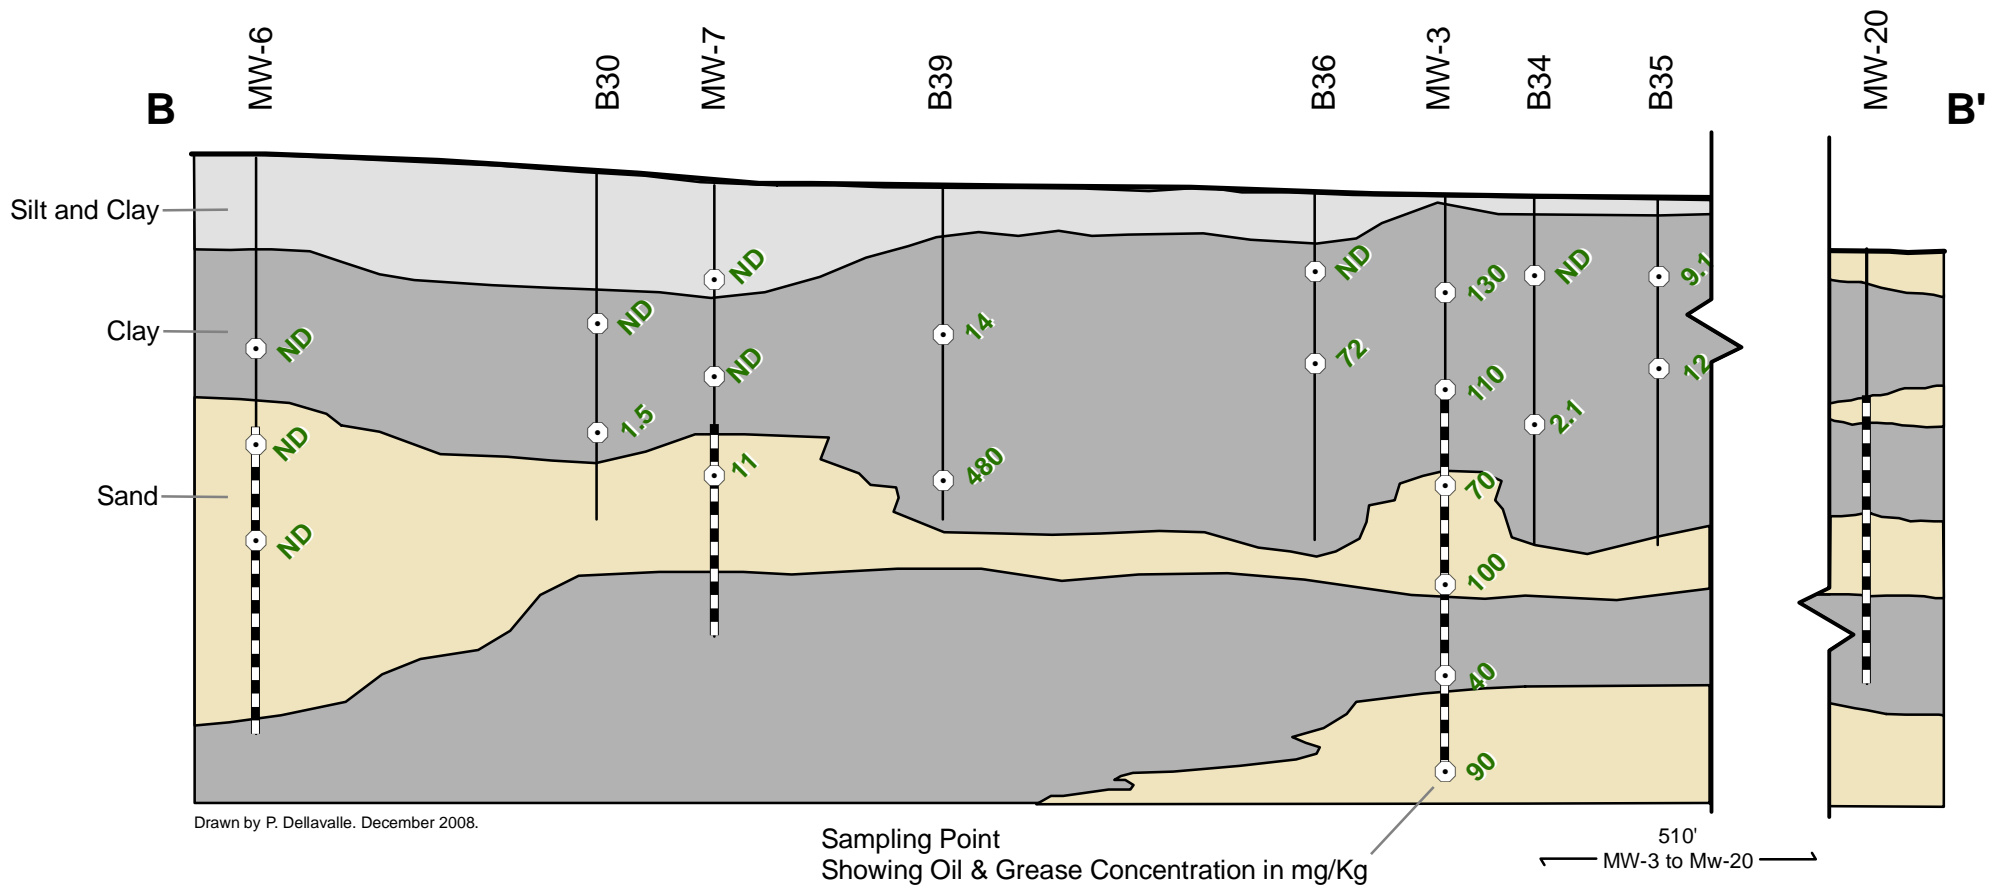 MW-6
B30
MW-7
B39
B36
MW-3
B34
B35
MW-20
B
B'
Silt and Clay
Clay
Sand
ND
ND
ND
ND
1.5
ND
ND
11
14
480
ND
72
130
110
70
100
40
90
ND
2.1
9.1
12
Drawn by P. Dellavalle. December 2008.
Sampling Point
Showing Oil & Grease Concentration in mg/Kg
510'
MW-3 to Mw-20